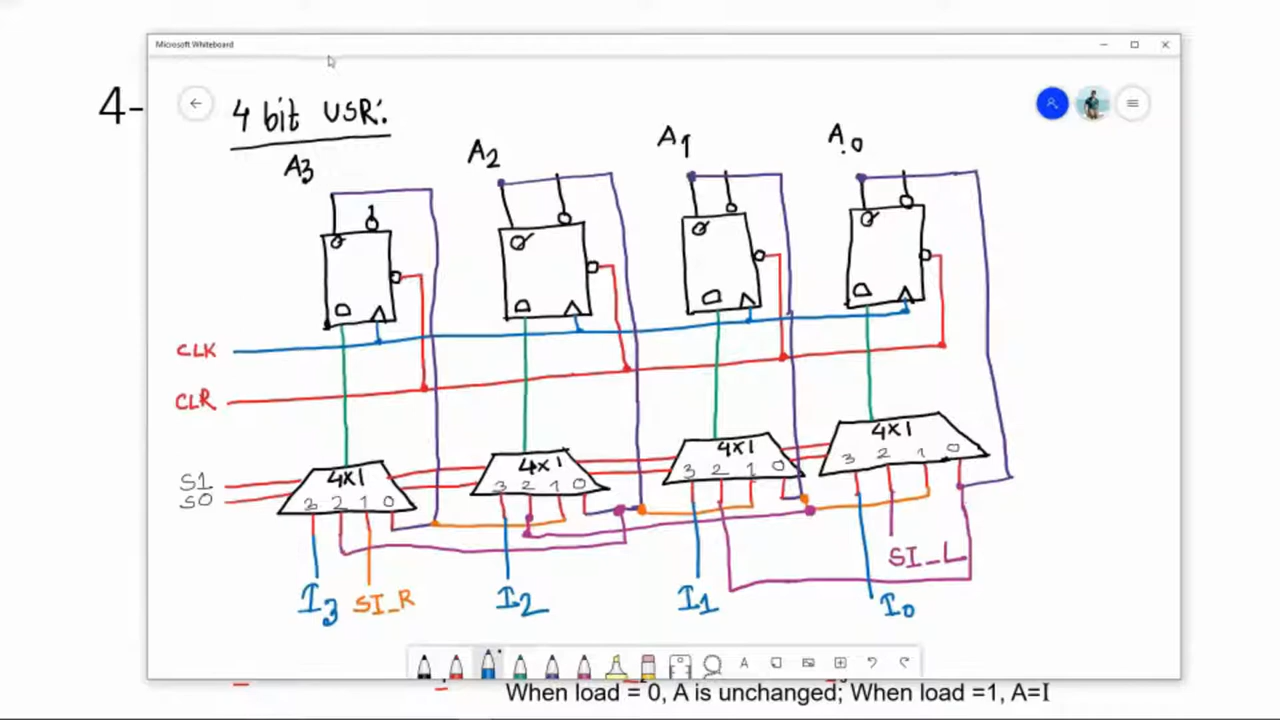 Microsoft Whiteboard
4-
4 bit USR:
A3 A2 A1 A0
Q Q Q Q
D D D D
CLK
CLR
S1
S0
4x1 4x1 4x1 4x1
3 2 1 0 3 2 1 0 3 2 1 0 3 2 1 0
I3 SI_R I2 I1 SI_L I0
A
When load = 0, A is unchanged; When load =1, A=I